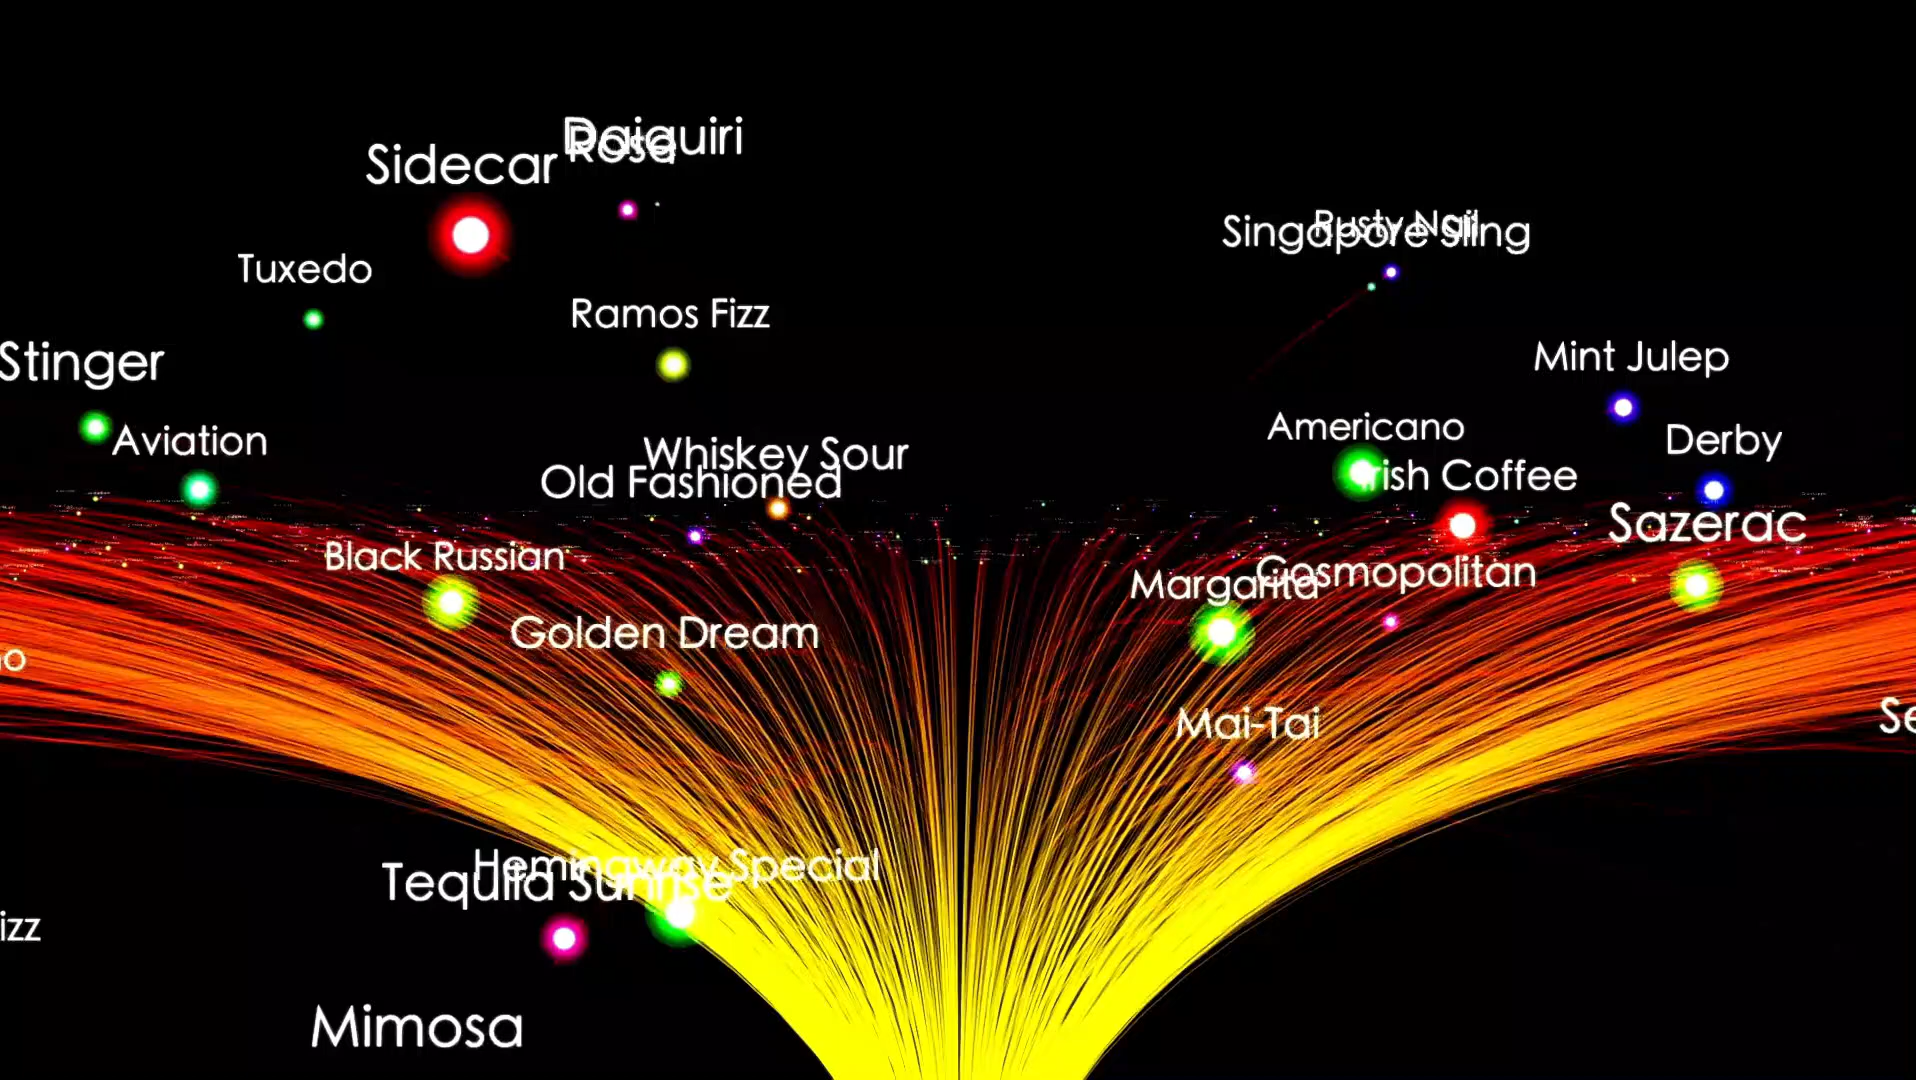 Daiquiri
Rosa
Sidecar
Rusty Nail
Singapore Sling
Tuxedo
Ramos Fizz
Mint Julep
Stinger
Americano
Aviation
Derby
Whiskey Sour
Old Fashioned
Irish Coffee
Sazerac
Black Russian
Cosmopolitan
Margarita
Golden Dream
Mai-Tai
Hemingway Special
Tequila Sunrise
izz
Mimosa